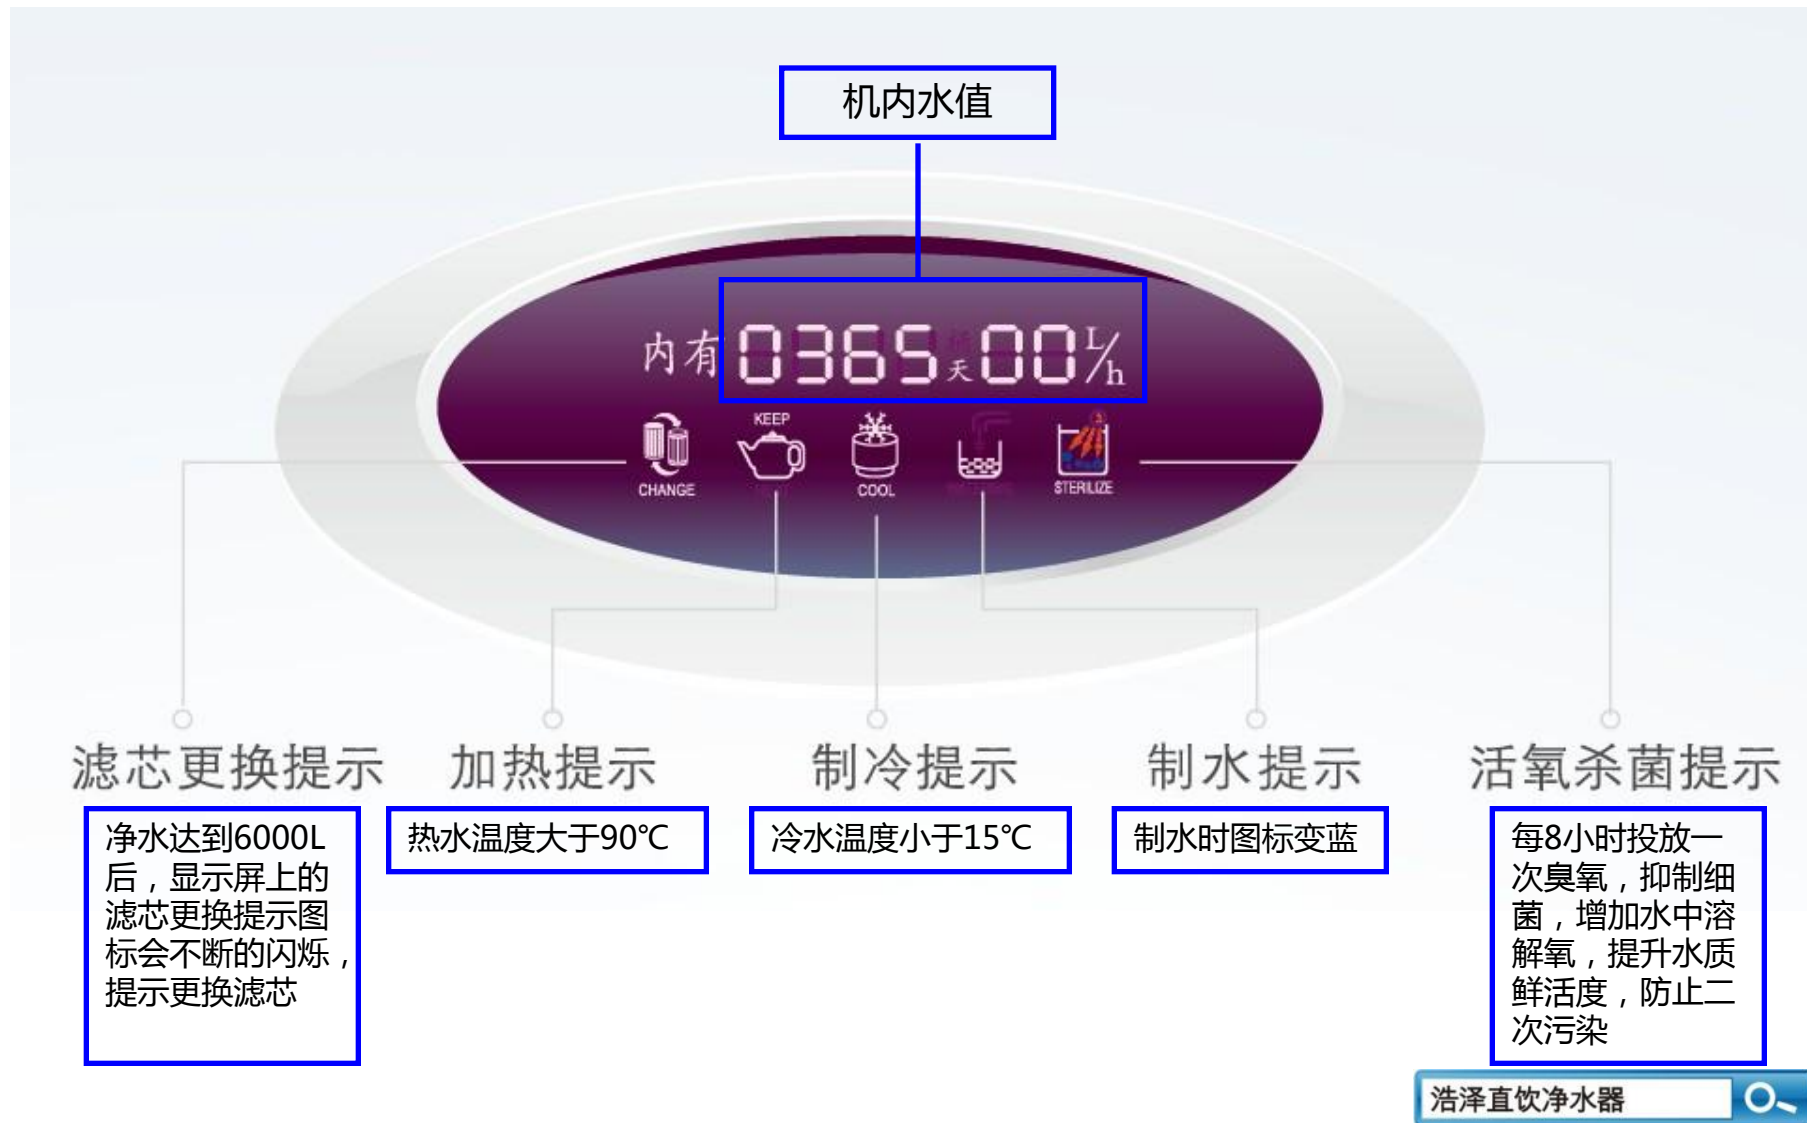 机内水值
内有 0365 天 00 L/h
KEEP
CHANGE
COOL
STERILIZE
滤芯更换提示
加热提示
制冷提示
制水提示
活氧杀菌提示
净水达到6000L
后，显示屏上的
滤芯更换提示图
标会不断的闪烁，
提示更换滤芯
热水温度大于90℃
冷水温度小于15℃
制水时图标变蓝
每8小时投放一
次臭氧，抑制细
菌，增加水中溶
解氧，提升水质
鲜活度，防止二
次污染
浩泽直饮净水器